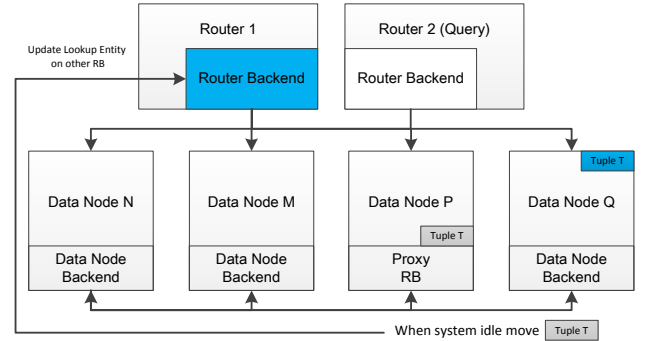 Router 1
Router 2 (Query)
Update Lookup Entity
on other RB
Router Backend
Router Backend
Tuple T
Data Node N
Data Node M
Data Node P
Data Node Q
Tuple T
Data Node
Backend
Data Node
Backend
Proxy
RB
Data Node
Backend
When system idle move
Tuple T